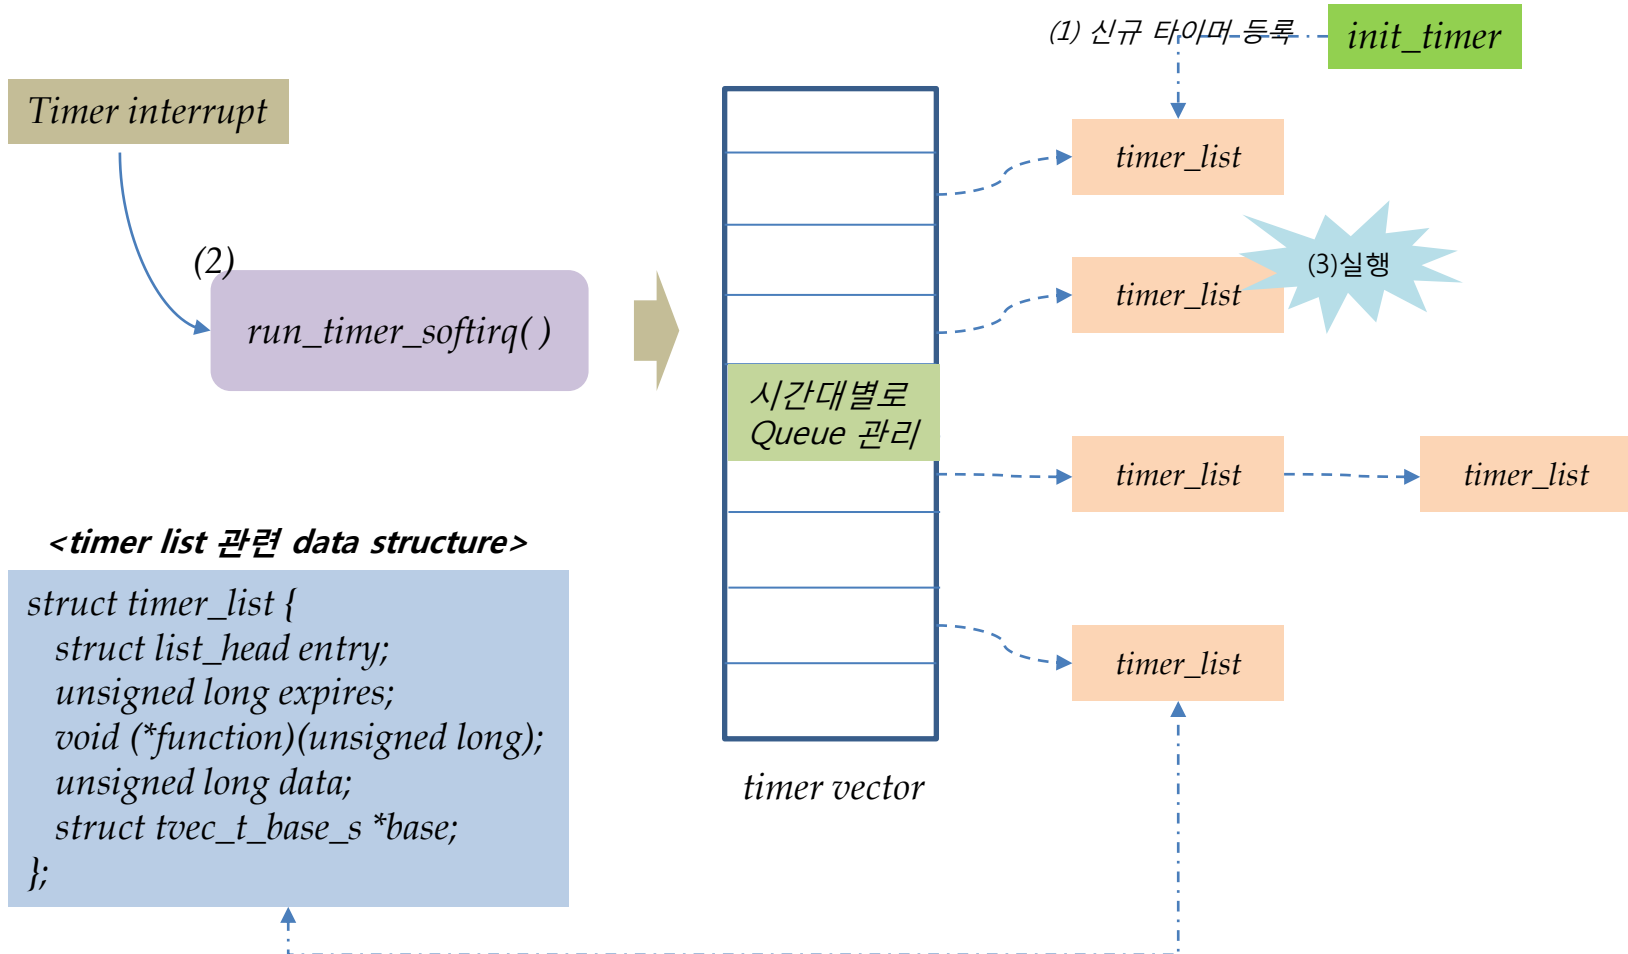 (1) 신규 타이머 등록
init_timer
Timer interrupt
timer_list
(2)
run_timer_softirq( )
timer_list
(3)실행
시간대별로
Queue 관리
timer_list
timer_list
<timer list 관련 data structure>
struct timer_list {
struct list_head entry;
unsigned long expires;
void (*function)(unsigned long);
unsigned long data;
struct tvec_t_base_s *base;
};
timer_list
timer vector